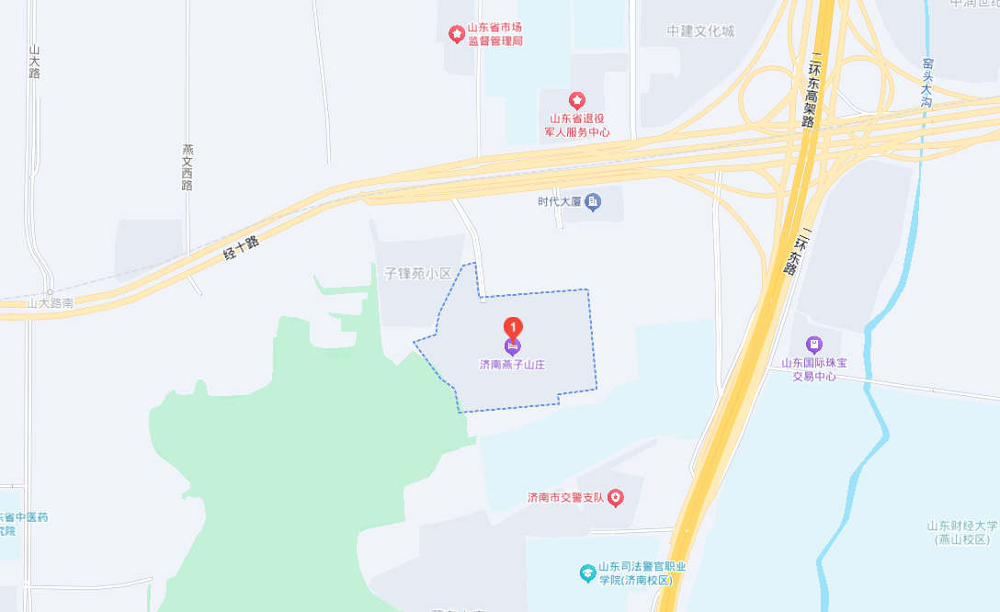 中润世纪
山东省市场
监督管理局
中建文化城
山大路
窑头大沟
二环东高架路
山东省退役
军人服务中心
燕文西路
时代大厦
经十路
二环东路
子锋苑小区
山大路南
1
济南燕子山庄
山东国际珠宝
交易中心
济南市交警支队
东省中医药
究院
山东财经大学
(燕山校区)
山东司法警官职业
学院(济南校区)